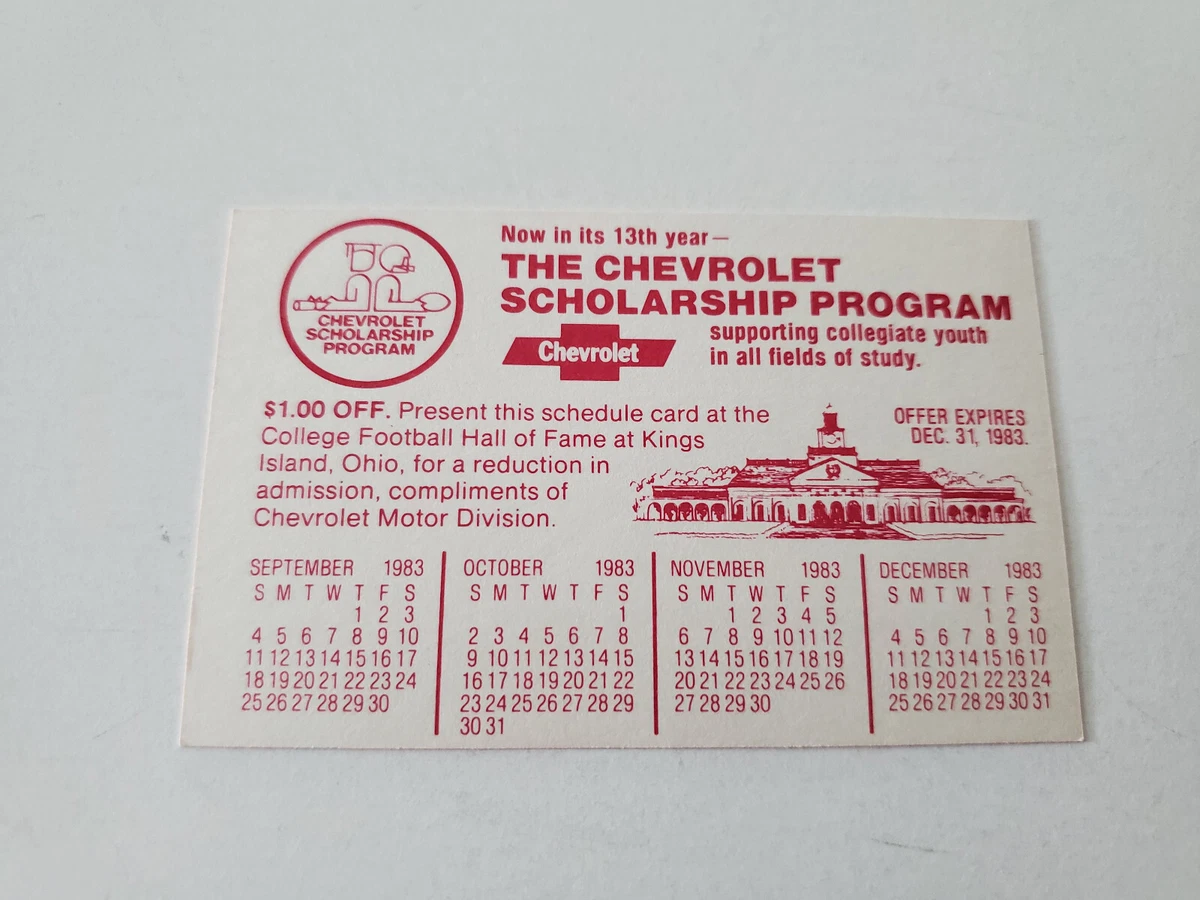 CHEVROLET
SCHOLARSHIP
PROGRAM
Now in its 13th year—
THE CHEVROLET
SCHOLARSHIP PROGRAM
Chevrolet
supporting collegiate youth
in all fields of study.
$1.00 OFF. Present this schedule card at the
College Football Hall of Fame at Kings
Island, Ohio, for a reduction in
admission, compliments of
Chevrolet Motor Division.
OFFER EXPIRES
DEC. 31, 1983.
SEPTEMBER 1983
S M T W T F S
1 2 3
4 5 6 7 8 9 10
11 12 13 14 15 16 17
18 19 20 21 22 23 24
25 26 27 28 29 30
OCTOBER 1983
S M T W T F S
1
2 3 4 5 6 7 8
9 10 11 12 13 14 15
16 17 18 19 20 21 22
23 24 25 26 27 28 29
30 31
NOVEMBER 1983
S M T W T F S
1 2 3 4 5
6 7 8 9 10 11 12
13 14 15 16 17 18 19
20 21 22 23 24 25 26
27 28 29 30
DECEMBER 1983
S M T W T F S
1 2 3
4 5 6 7 8 9 10
11 12 13 14 15 16 17
18 19 20 21 22 23 24
25 26 27 28 29 30 31